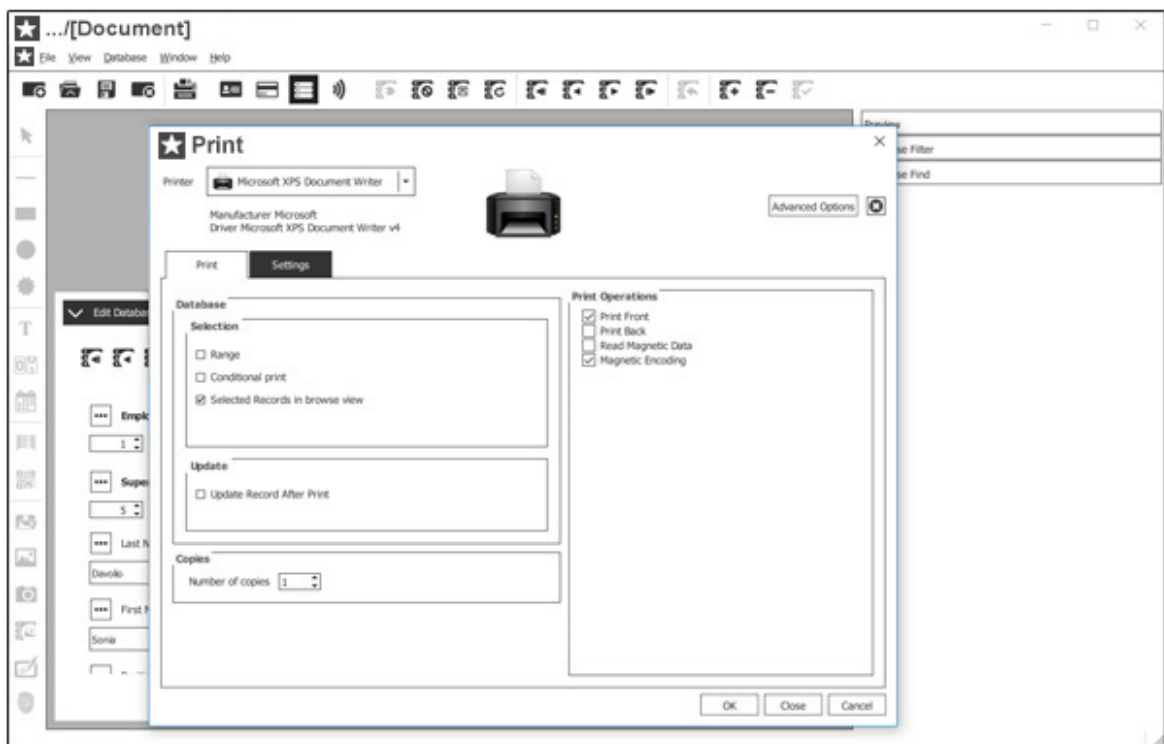 .../[Document]
File View Database Window Help
Print
Printer Microsoft XPS Document Writer
Manufacturer Microsoft
Driver Microsoft XPS Document Writer v4
Advanced Options
Print Settings
Database
Selection
Range
Conditional print
Selected Records in browse view
Update
Update Record After Print
Copies
Number of copies 1
Print Operations
Print Front
Print Back
Read Magnetic Data
Magnetic Encoding
OK Close Cancel
Preview
se Filter
se Find
Edit Databa
Emplo
1
Super
5
Last N
Davolio
First N
Sonia